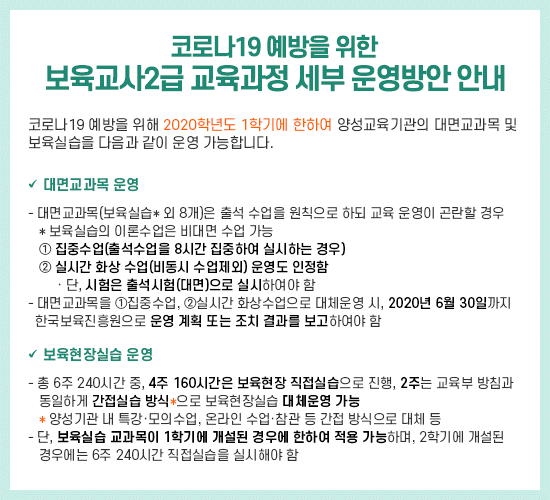 코로나19 예방을 위한
보육교사2급 교육과정 세부 운영방안 안내
코로나19 예방을 위해 2020학년도 1학기에 한하여 양성교육기관의 대면교과목 및
보육실습을 다음과 같이 운영 가능합니다.
✓ 대면교과목 운영
- 대면교과목(보육실습* 외 8개)은 출석 수업을 원칙으로 하되 교육 운영이 곤란할 경우
* 보육실습의 이론수업은 비대면 수업 가능
① 집중수업(출석수업을 8시간 집중하여 실시하는 경우)
② 실시간 화상 수업(비동시 수업제외) 운영도 인정함
· 단, 시험은 출석시험(대면)으로 실시하여야 함
- 대면교과목을 ①집중수업, ②실시간 화상수업으로 대체운영 시, 2020년 6월 30일까지
한국보육진흥원으로 운영 계획 또는 조치 결과를 보고하여야 함
✓ 보육현장실습 운영
- 총 6주 240시간 중, 4주 160시간은 보육현장 직접실습으로 진행, 2주는 교육부 방침과
동일하게 간접실습 방식*으로 보육현장실습 대체운영 가능
* 양성기관 내 특강·모의수업, 온라인 수업·참관 등 간접 방식으로 대체 등
- 단, 보육실습 교과목이 1학기에 개설된 경우에 한하여 적용 가능하며, 2학기에 개설된
경우에는 6주 240시간 직접실습을 실시해야 함